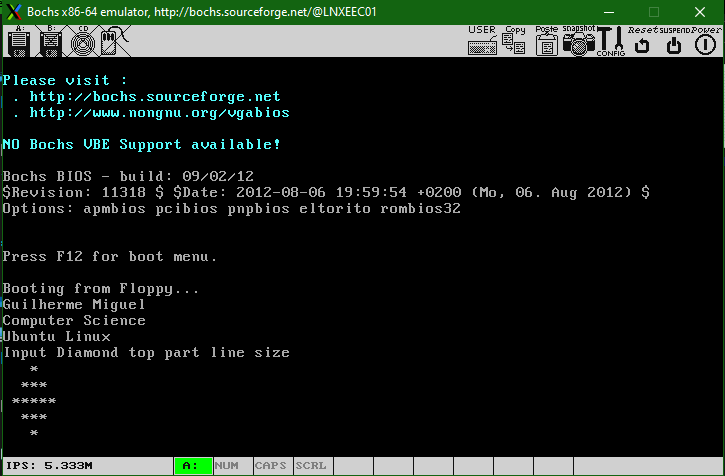 Bochs x86-64 emulator, http://bochs.sourceforge.net/@LNXEEC01
A: B: CD USER Copy Paste snapshot CONFIG Reset SUSPEND Power
Please visit :
 . http://bochs.sourceforge.net
 . http://www.nongnu.org/vgabios
NO Bochs VBE Support available!
Bochs BIOS - build: 09/02/12
$Revision: 11318 $ $Date: 2012-08-06 19:59:54 +0200 (Mo, 06. Aug 2012) $
Options: apmbios pcibios pnpbios eltorito rombios32
Press F12 for boot menu.
Booting from Floppy...
Guilherme Miguel
Computer Science
Ubuntu Linux
Input Diamond top part line size
   *
  ***
 *****
  ***
   *
IPS: 5.333M A: NUM CAPS SCRL